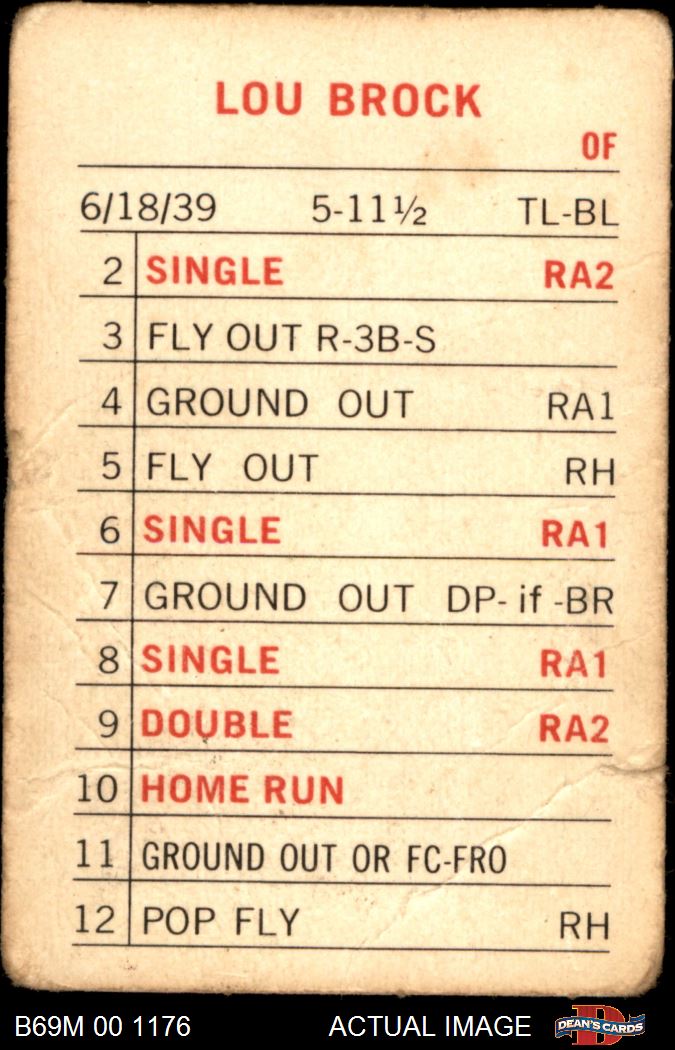 LOU BROCK
OF
6/18/39 5-11½ TL-BL
2 SINGLE RA2
3 FLY OUT R-3B-S
4 GROUND OUT RA1
5 FLY OUT RH
6 SINGLE RA1
7 GROUND OUT DP- if -BR
8 SINGLE RA1
9 DOUBLE RA2
10 HOME RUN
11 GROUND OUT OR FC-FRO
12 POP FLY RH
B69M 00 1176 ACTUAL IMAGE DEAN'S CARDS